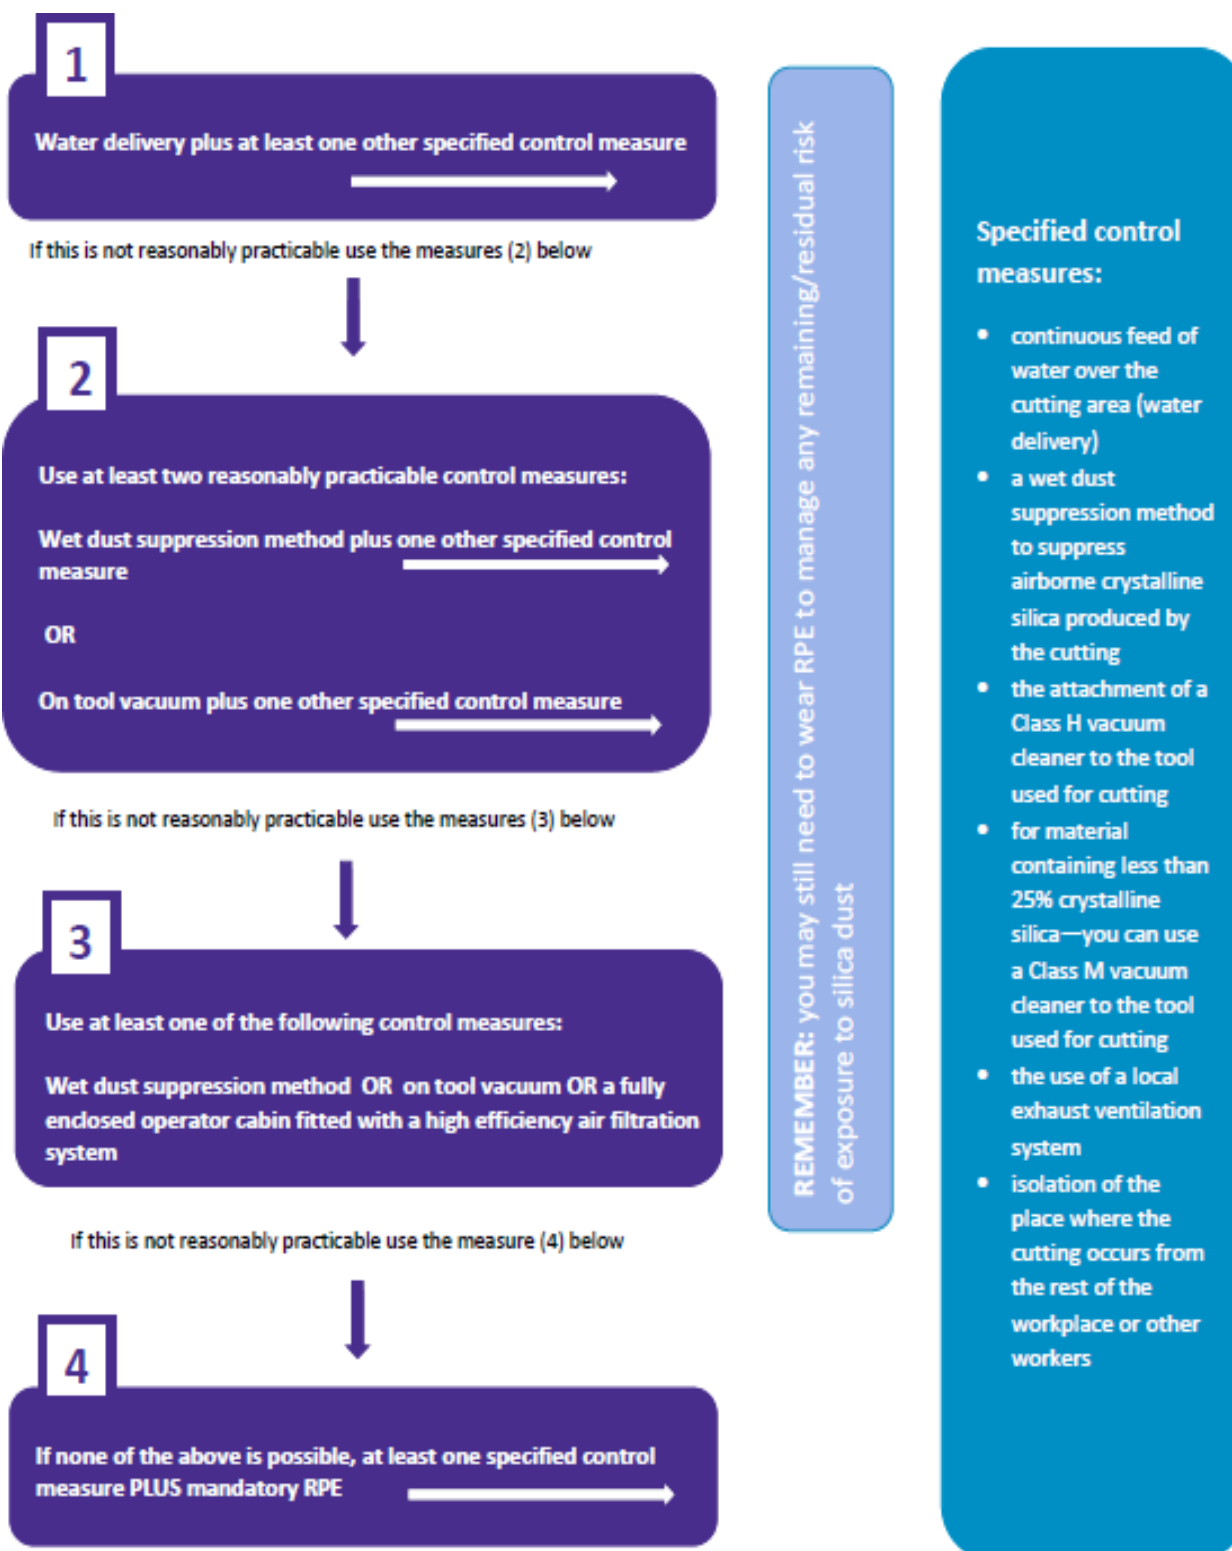 1
Water delivery plus at least one other specified control measure
If this is not reasonably practicable use the measures (2) below
2
Use at least two reasonably practicable control measures:
Wet dust suppression method plus one other specified control
measure
OR
On tool vacuum plus one other specified control measure
If this is not reasonably practicable use the measures (3) below
3
Use at least one of the following control measures:
Wet dust suppression method OR on tool vacuum OR a fully
enclosed operator cabin fitted with a high efficiency air filtration
system
If this is not reasonably practicable use the measure (4) below
4
If none of the above is possible, at least one specified control
measure PLUS mandatory RPE
REMEMBER: you may still need to wear RPE to manage any remaining/residual risk
of exposure to silica dust
Specified control
measures:
• continuous feed of
water over the
cutting area (water
delivery)
• a wet dust
suppression method
to suppress
airborne crystalline
silica produced by
the cutting
• the attachment of a
Class H vacuum
cleaner to the tool
used for cutting
• for material
containing less than
25% crystalline
silica—you can use
a Class M vacuum
cleaner to the tool
used for cutting
• the use of a local
exhaust ventilation
system
• isolation of the
place where the
cutting occurs from
the rest of the
workplace or other
workers